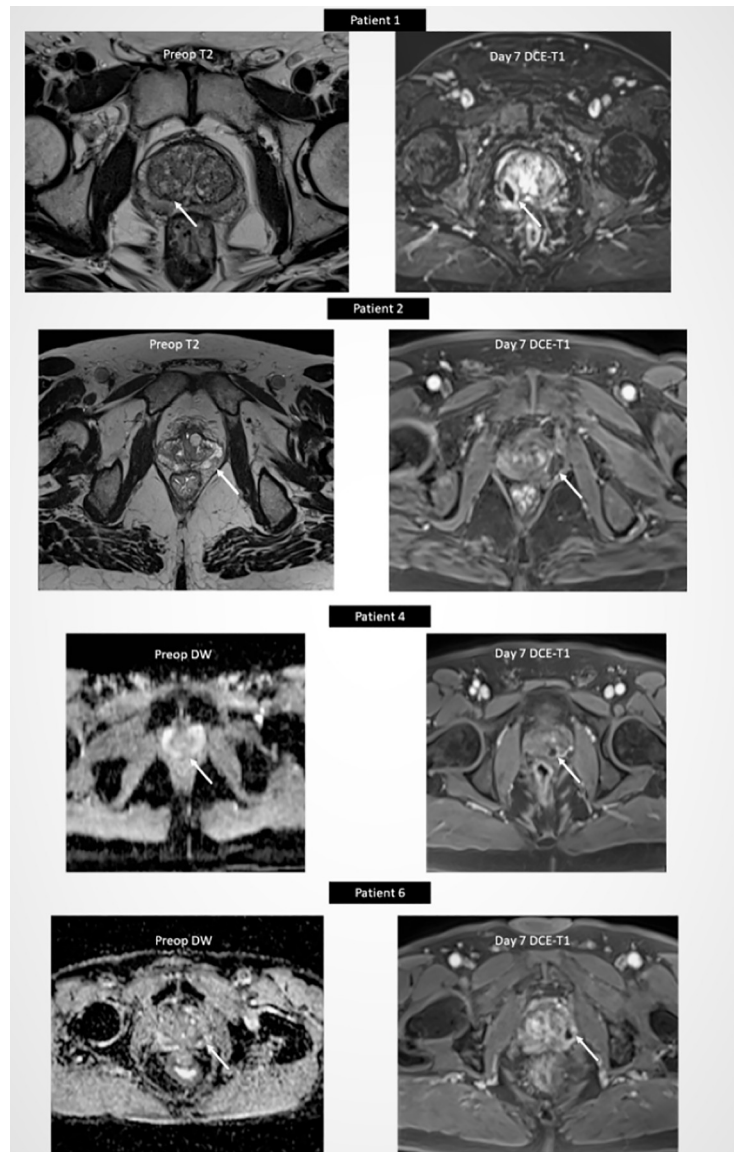 Patient 1
Preop T2
Day 7 DCE-T1
Patient 2
Preop T2
Day 7 DCE-T1
Patient 4
Preop DW
Day 7 DCE-T1
Patient 6
Preop DW
Day 7 DCE-T1